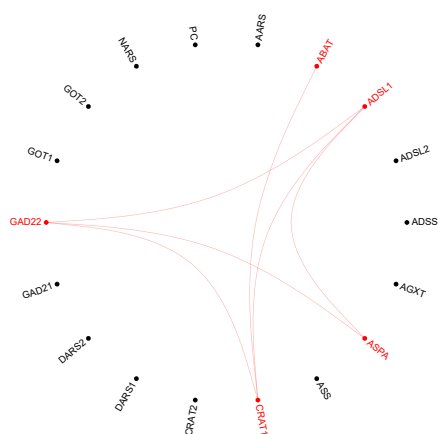 PC
AARS
NARS
ABAT
GOT2
ADSL1
GOT1
ADSL2
GAD22
ADSS
GAD21
AGXT
DARS2
ASPA
DARS1
ASS
CRAT2
CRAT1